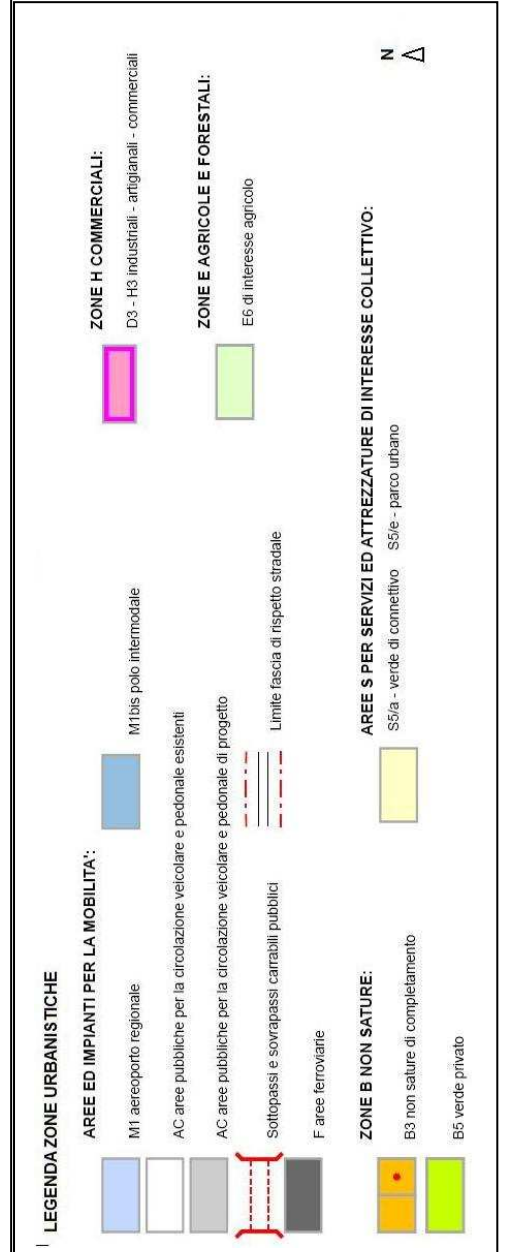 LEGENDA ZONE URBANISTICHE
AREE ED IMPIANTI PER LA MOBILITA':
M1 aereoporto regionale
AC aree pubbliche per la circolazione veicolare e pedonale esistenti
AC aree pubbliche per la circolazione veicolare e pedonale di progetto
Sottopassi e sovrapassi carrabili pubblici
F aree ferroviarie
M1bis polo intermodale
Limite fascia di rispetto stradale
ZONE H COMMERCIALI:
D3 - H3 industriali - artigianali - commerciali
ZONE E AGRICOLE E FORESTALI:
E6 di interesse agricolo
ZONE B NON SATURE:
B3 non sature di completamento
B5 verde privato
AREE S PER SERVIZI ED ATTREZZATURE DI INTERESSE COLLETTIVO:
S5/a - verde di connettivo S5/e - parco urbano
N